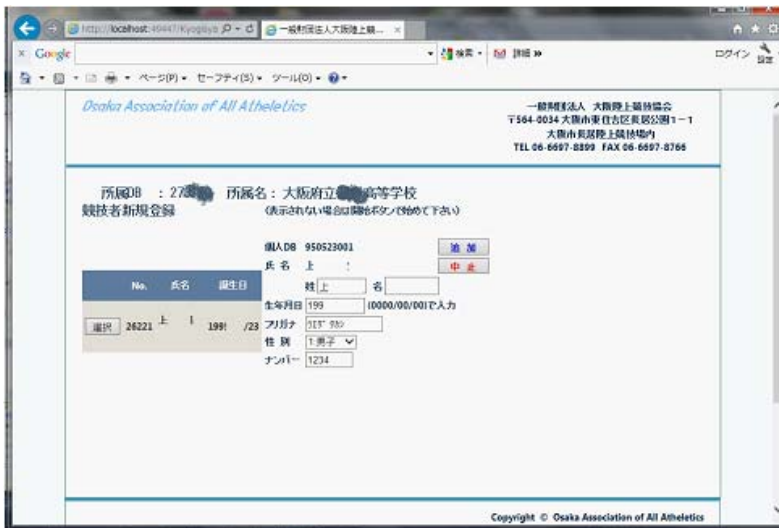 http://localhost:49447/Kyogisya
一般財団法人大阪陸上競...
Google
検索
詳細 »
ログイン
設定
ページ(P) セーフティ(S) ツール(O)
Osaka Association of All Atheletics
一般財団法人 大阪陸上競技協会
〒564-0034 大阪市東住吉区長居公園1-1
大阪市長居陸上競技場内
TEL 06-6697-8899 FAX 06-6697-8766
所属DB : 27 所属名 : 大阪府立 高等学校
競技者新規登録 (表示されない場合は開始ボタンで始めて下さい)
個人DB 950523001 追加
氏名 上 : 中止
No. 氏名 誕生日
姓 上 名
生年月日 199 (0000/00/00)で入力
選択 26221 上 199 /23
フリガナ
性別 1:男子
ナンバー 1234
Copyright © Osaka Association of All Atheletics